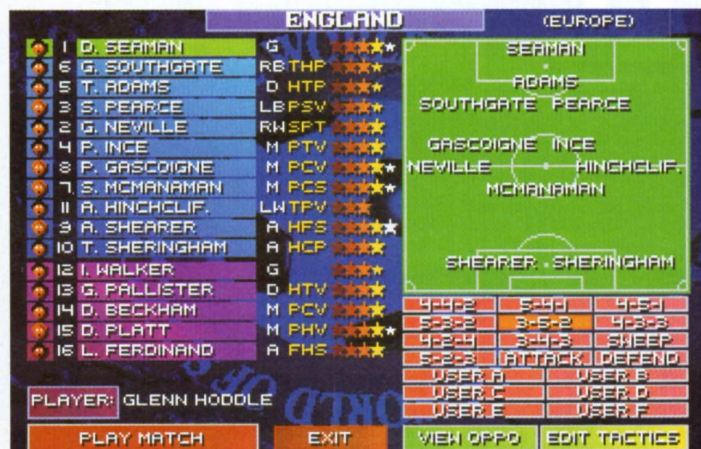 ENGLAND (EUROPE)
1 D. SEAMAN G
6 G. SOUTHGATE RB THP
5 T. ADAMS D HTP
3 S. PEARCE LB PSV
2 G. NEVILLE RW SPT
4 P. INCE M PTV
8 P. GASCOIGNE M PCV
7 S. MCMANAMAN M PCS
11 A. HINCHCLIF. LW TPV
9 A. SHEARER A HFS
10 T. SHERINGHAM A HCP
12 I. WALKER G
13 G. PALLISTER D HTV
14 D. BECKHAM M PCV
15 D. PLATT M PHV
16 L. FERDINAND A FHS
PLAYER: GLENN HODDLE
PLAY MATCH EXIT
SEAMAN
ADAMS
SOUTHGATE PEARCE
GASCOIGNE INCE
NEVILLE HINCHCLIF.
MCMANAMAN
SHEARER SHERINGHAM
4-4-2 5-4-1 4-5-1
5-3-2 3-5-2 4-3-3
4-2-4 3-4-3 SWEEP
5-2-3 ATTACK DEFEND
USER A USER B
USER C USER D
USER E USER F
VIEW OPPO EDIT TACTICS